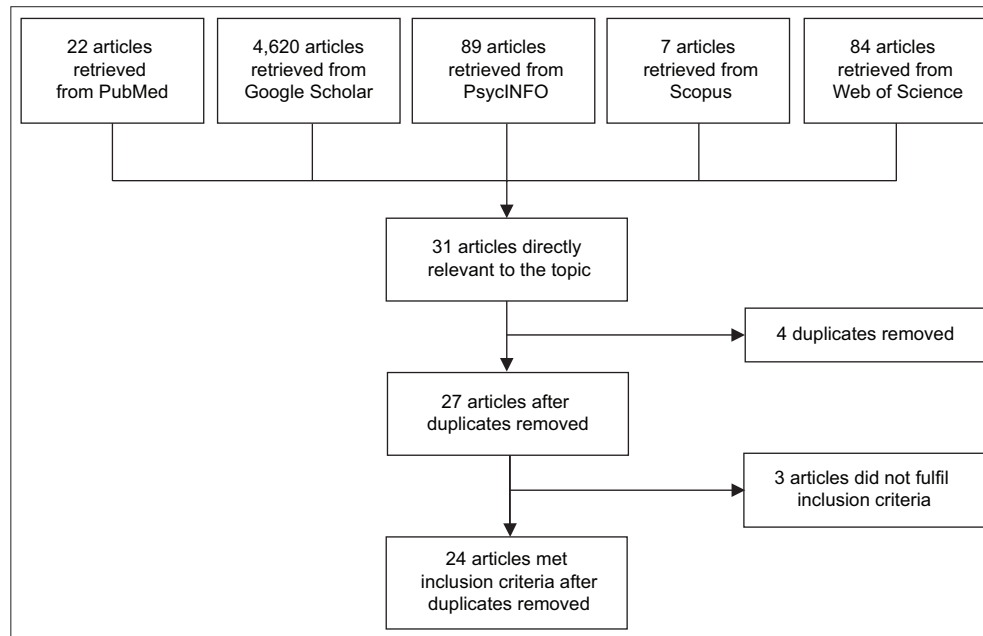 22 articles
retrieved
from PubMed
4,620 articles
retrieved from
Google Scholar
89 articles
retrieved from
PsycINFO
7 articles
retrieved from
Scopus
84 articles
retrieved from
Web of Science
31 articles directly
relevant to the topic
4 duplicates removed
27 articles after
duplicates removed
3 articles did not fulfil
inclusion criteria
24 articles met
inclusion criteria after
duplicates removed